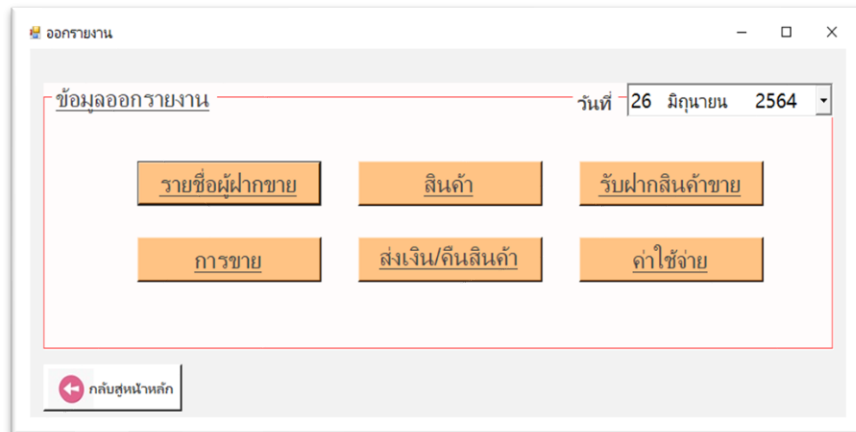 ออกรายงาน
ข้อมูลออกรายงาน วันที่ 26 มิถุนายน 2564
รายชื่อผู้ฝากขาย สินค้า รับฝากสินค้าขาย
การขาย ส่งเงิน/คืนสินค้า ค่าใช้จ่าย
กลับสู่หน้าหลัก